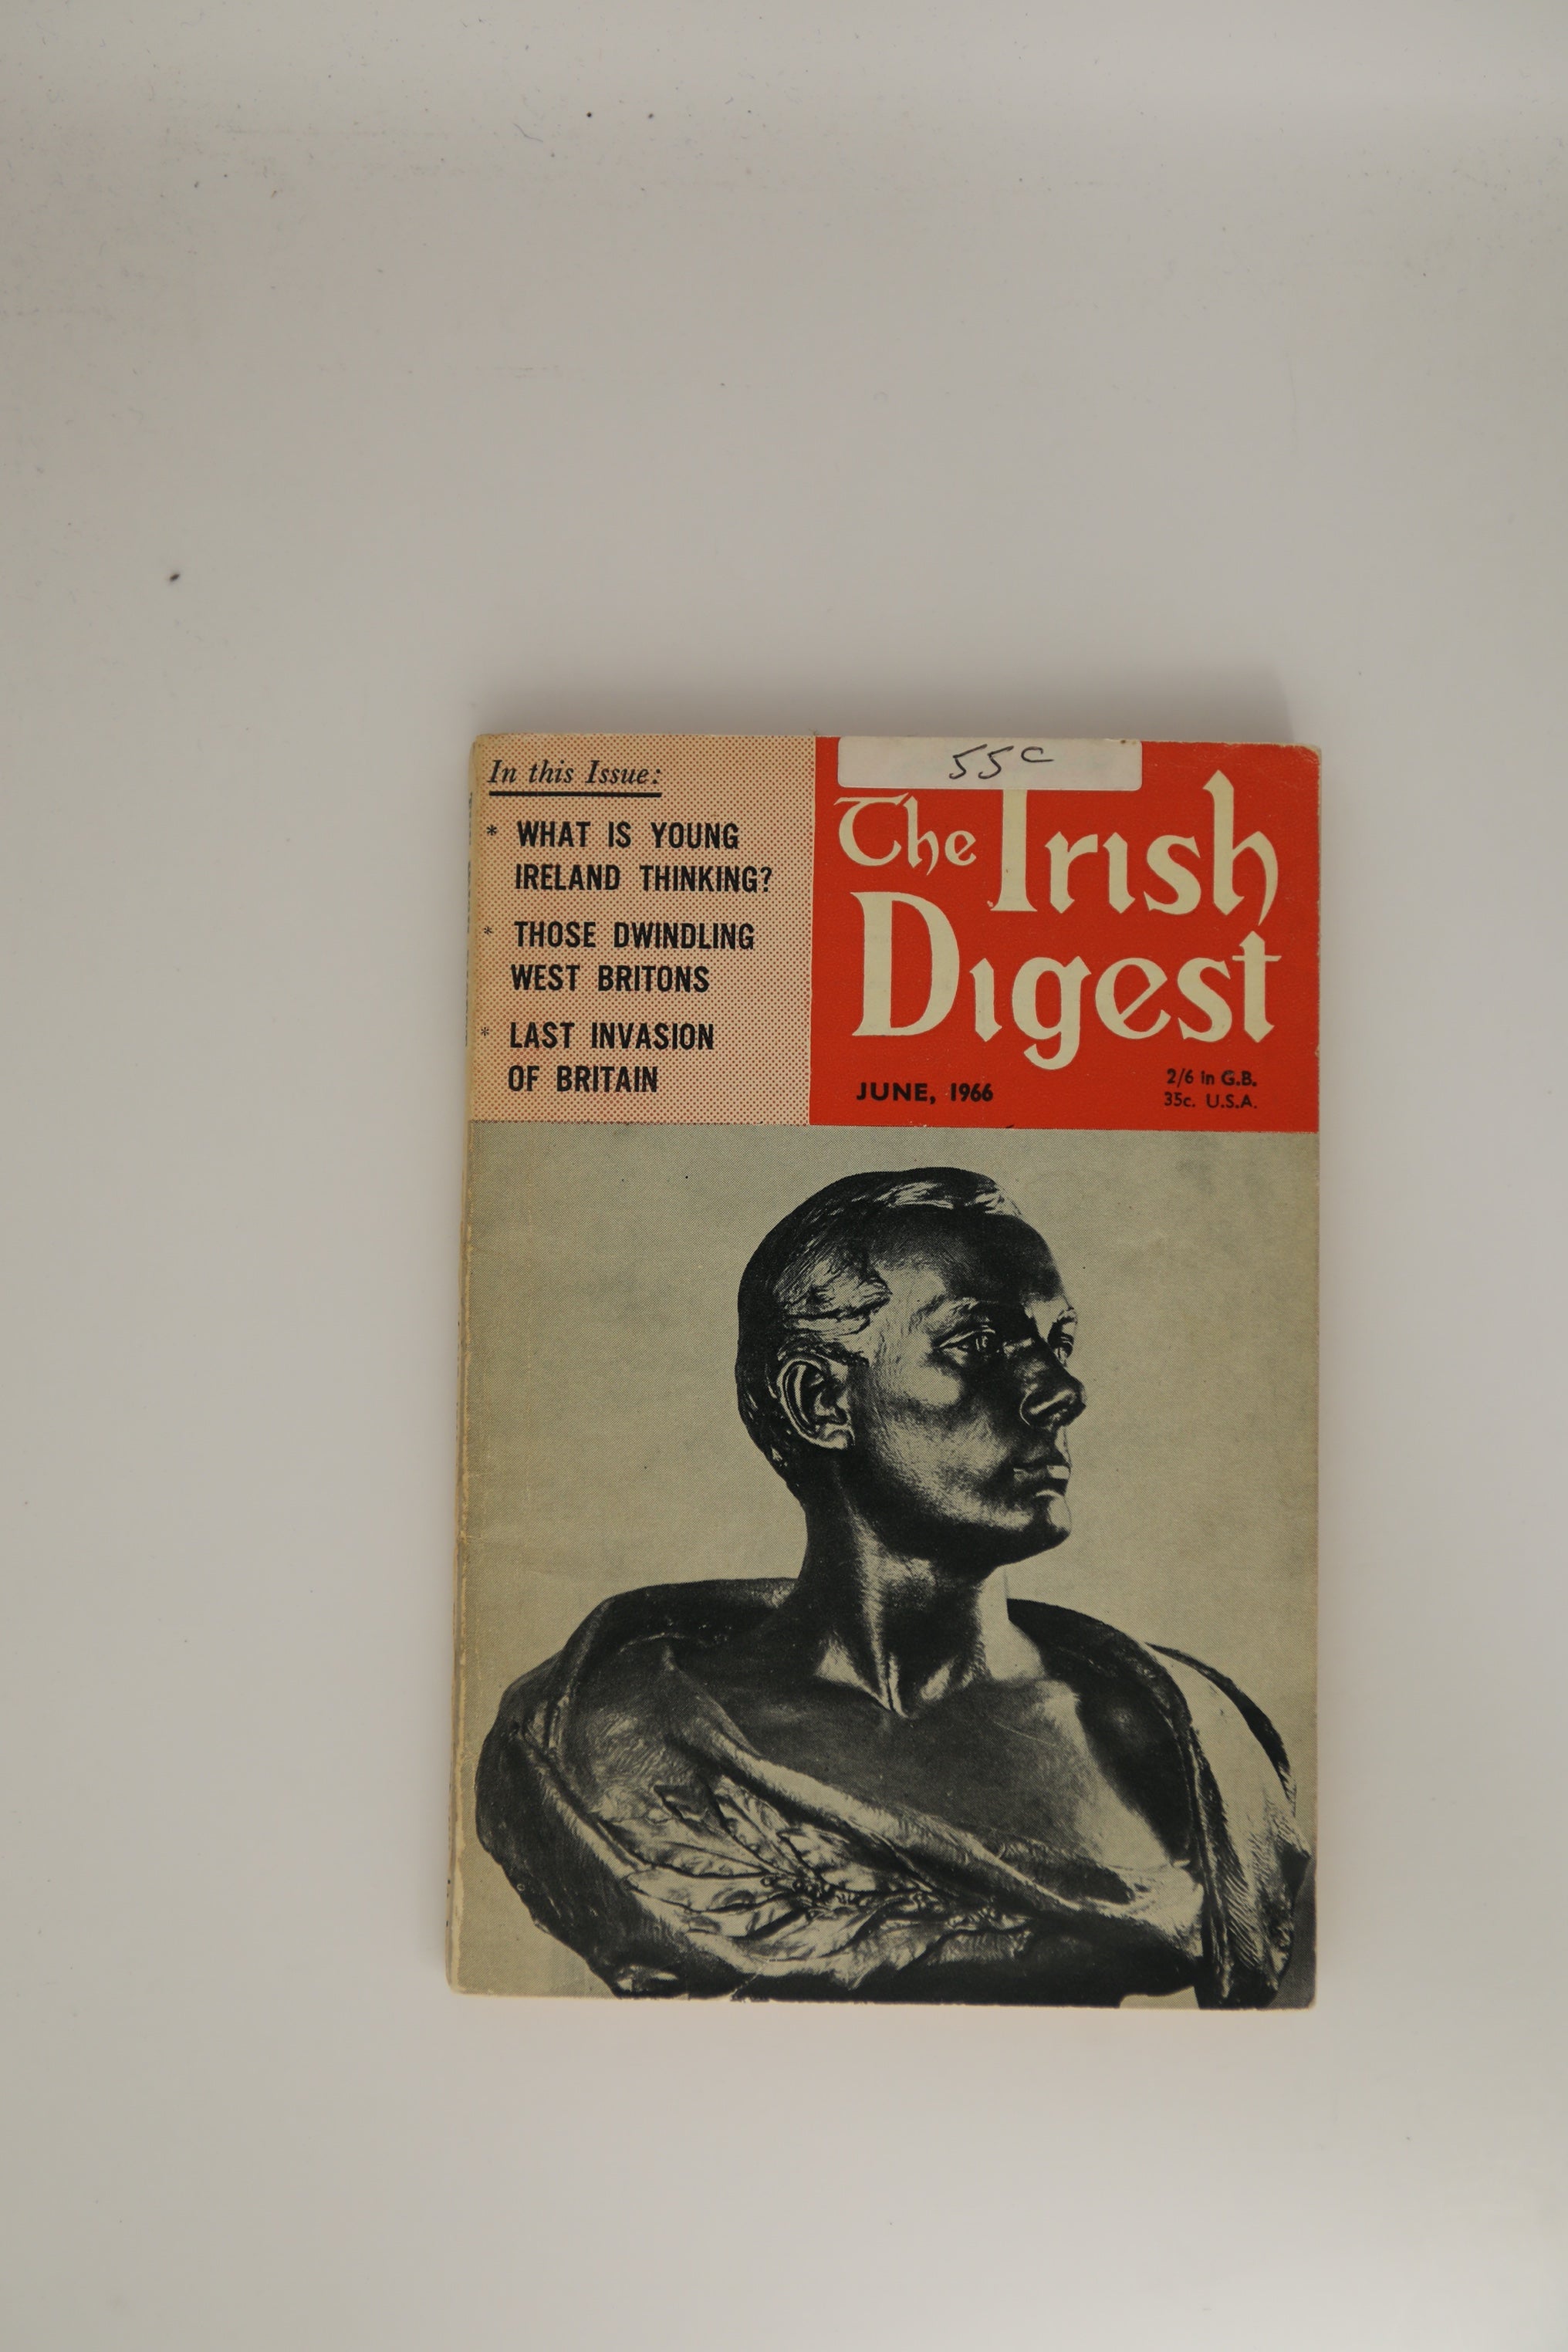 In this Issue:
* WHAT IS YOUNG
IRELAND THINKING?
* THOSE DWINDLING
WEST BRITONS
* LAST INVASION
OF BRITAIN
55c
The Irish
Digest
JUNE, 1966
2/6 in G.B.
35c. U.S.A.